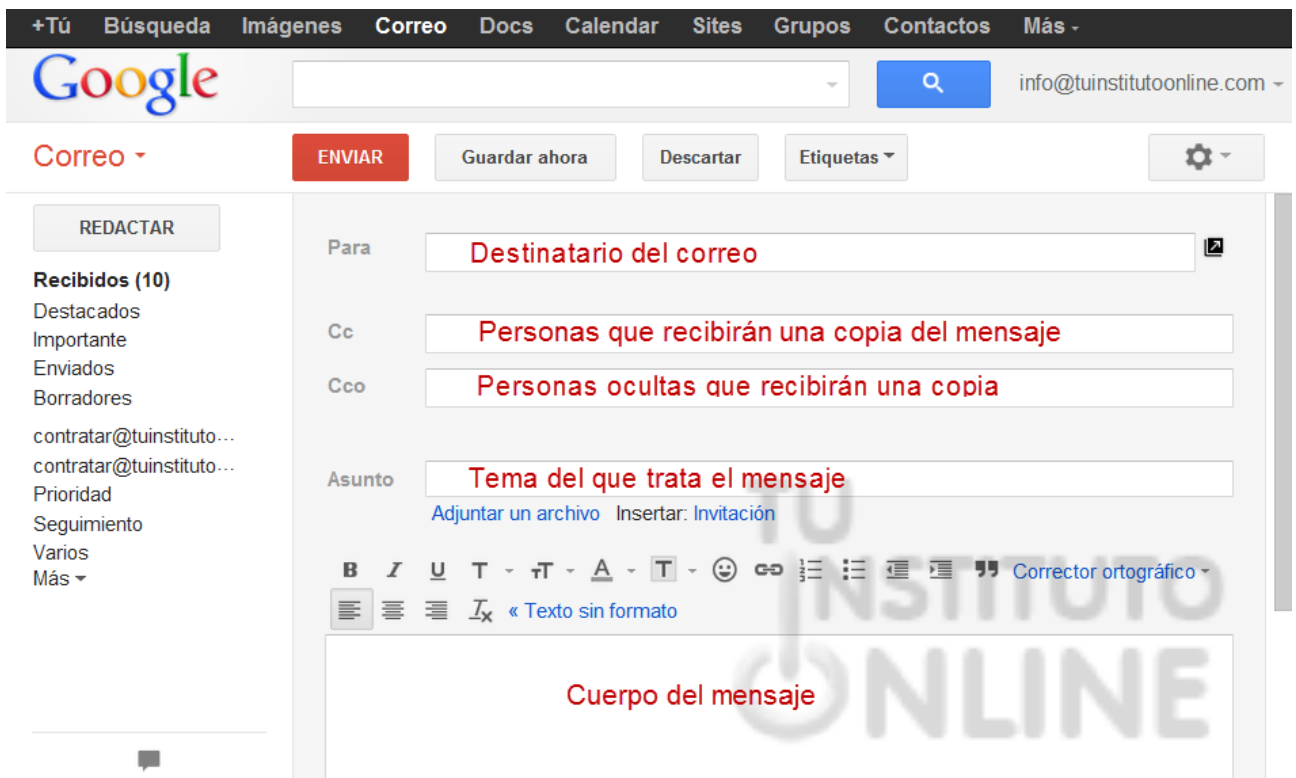 +Tú Búsqueda Imágenes Correo Docs Calendar Sites Grupos Contactos Más
Google info@tuinstitutoonline.com
Correo ENVIAR Guardar ahora Descartar Etiquetas
REDACTAR
Recibidos (10)
Destacados
Importante
Enviados
Borradores
contratar@tuinstituto...
contratar@tuinstituto...
Prioridad
Seguimiento
Varios
Más
Para Destinatario del correo
Cc Personas que recibirán una copia del mensaje
Cco Personas ocultas que recibirán una copia
Asunto Tema del que trata el mensaje
Adjuntar un archivo Insertar: Invitación
B I U T TT A T Corrector ortográfico
Tx « Texto sin formato
Cuerpo del mensaje
TU
INSTITUTO
ONLINE